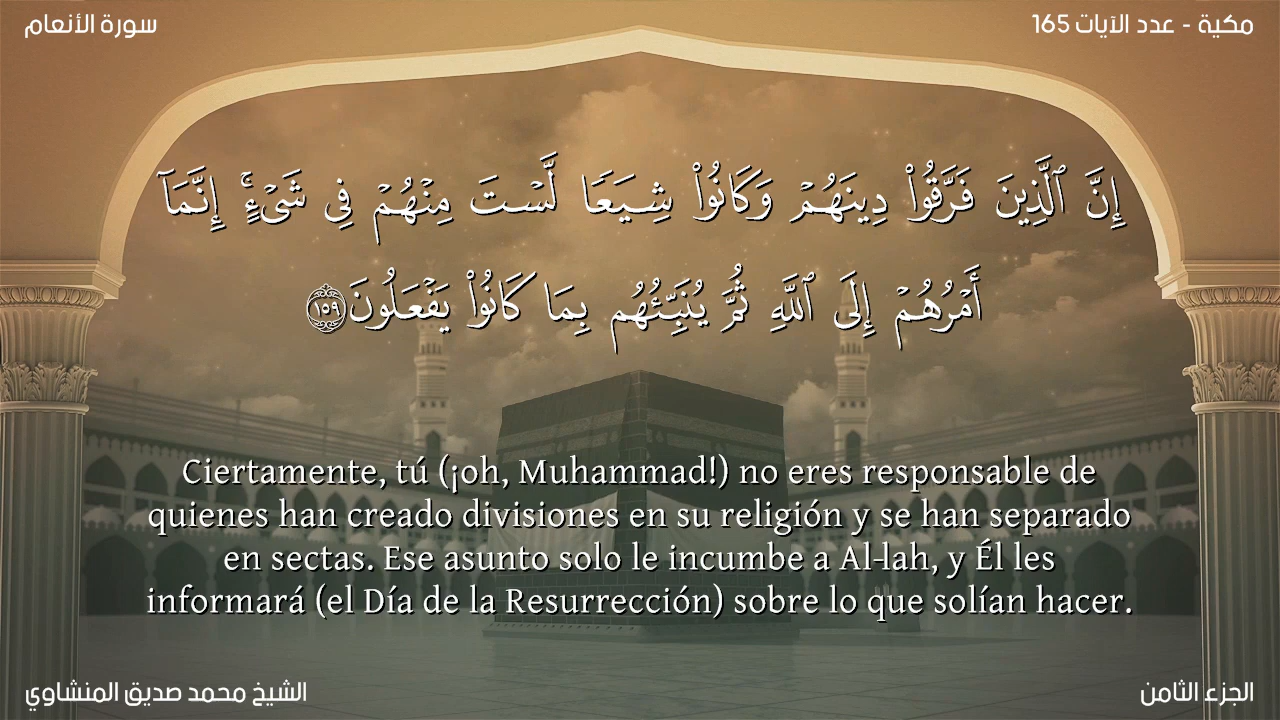 سورة الأنعام
مكية - عدد الآيات 165
إِنَّ ٱلَّذِينَ فَرَّقُوا۟ دِينَهُمْ وَكَانُوا۟ شِيَعًا لَّسْتَ مِنْهُمْ فِى شَىْءٍ ۚ إِنَّمَآ
أَمْرُهُمْ إِلَى ٱللَّهِ ثُمَّ يُنَبِّئُهُم بِمَا كَانُوا۟ يَفْعَلُونَ ١٥٩
Ciertamente, tú (¡oh, Muhammad!) no eres responsable de
quienes han creado divisiones en su religión y se han separado
en sectas. Ese asunto solo le incumbe a Al-lah, y Él les
informará (el Día de la Resurrección) sobre lo que solían hacer.
الشيخ محمد صديق المنشاوي
الجزء الثامن